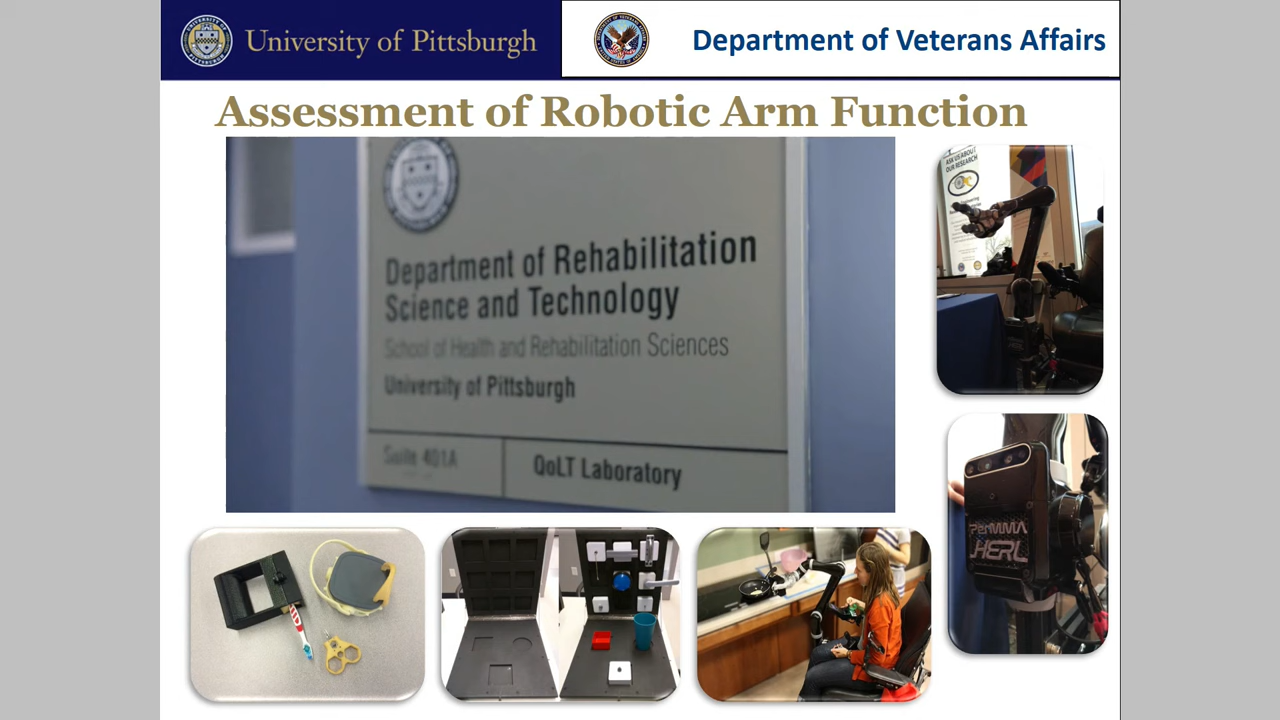 University of Pittsburgh
Department of Veterans Affairs
Assessment of Robotic Arm Function
Department of Rehabilitation
Science and Technology
School of Health and Rehabilitation Sciences
University of Pittsburgh
Suite 401A
QoLT Laboratory
ASK US ABOUT
OUR RESEARCH
PERMMA
HERL